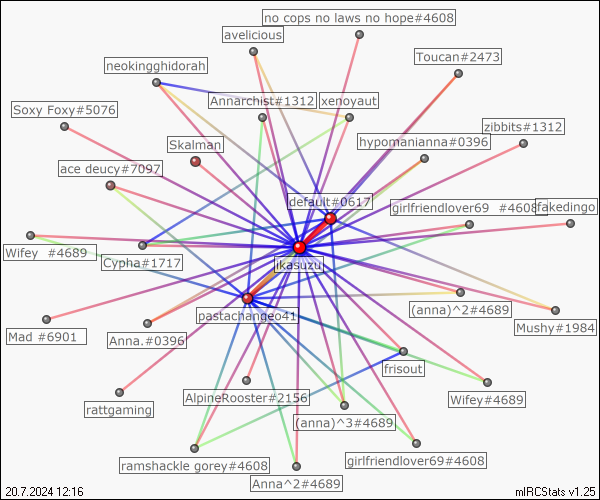 no cops no laws no hope#4608
avelicious
Toucan#2473
neokingghidorah
Annarchist#1312
xenoyaut
Soxy Foxy#5076
zibbits#1312
Skalman
hypomanianna#0396
ace deucy#7097
default#0617
girlfriendlover69 #4608
fakedingo
Wifey #4689
Cypha#1717
ikasuzu
(anna)^2#4689
pastachangeo41
Mushy#1984
Mad #6901
Anna.#0396
frisout
AlpineRooster#2156
Wifey#4689
rattgaming
(anna)^3#4689
ramshackle gorey#4608
girlfriendlover69#4608
Anna^2#4689
20.7.2024 12:16
mIRCStats v1.25